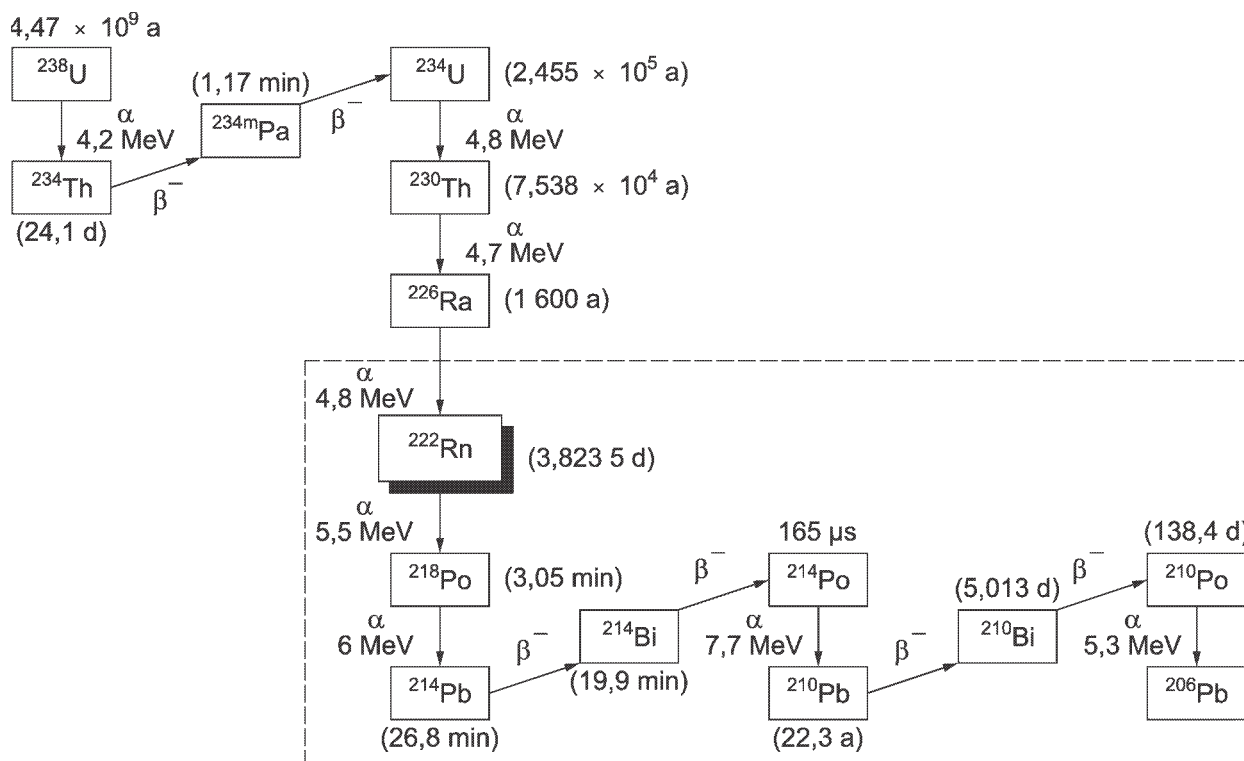 4,47 × 10⁹ a
²³⁸U
(1,17 min)
²³⁴U
(2,455 × 10⁵ a)
α
4,2 MeV
²³⁴ᵐPa
β⁻
α
4,8 MeV
²³⁴Th
β⁻
²³⁰Th
(7,538 × 10⁴ a)
(24,1 d)
α
4,7 MeV
²²⁶Ra
(1 600 a)
α
4,8 MeV
²²²Rn
(3,823 5 d)
α
5,5 MeV
165 µs
(138,4 d)
²¹⁸Po
(3,05 min)
β⁻
²¹⁴Po
(5,013 d)
β⁻
²¹⁰Po
α
6 MeV
β⁻
²¹⁴Bi
α
7,7 MeV
β⁻
²¹⁰Bi
α
5,3 MeV
²¹⁴Pb
(19,9 min)
²¹⁰Pb
²⁰⁶Pb
(26,8 min)
(22,3 a)